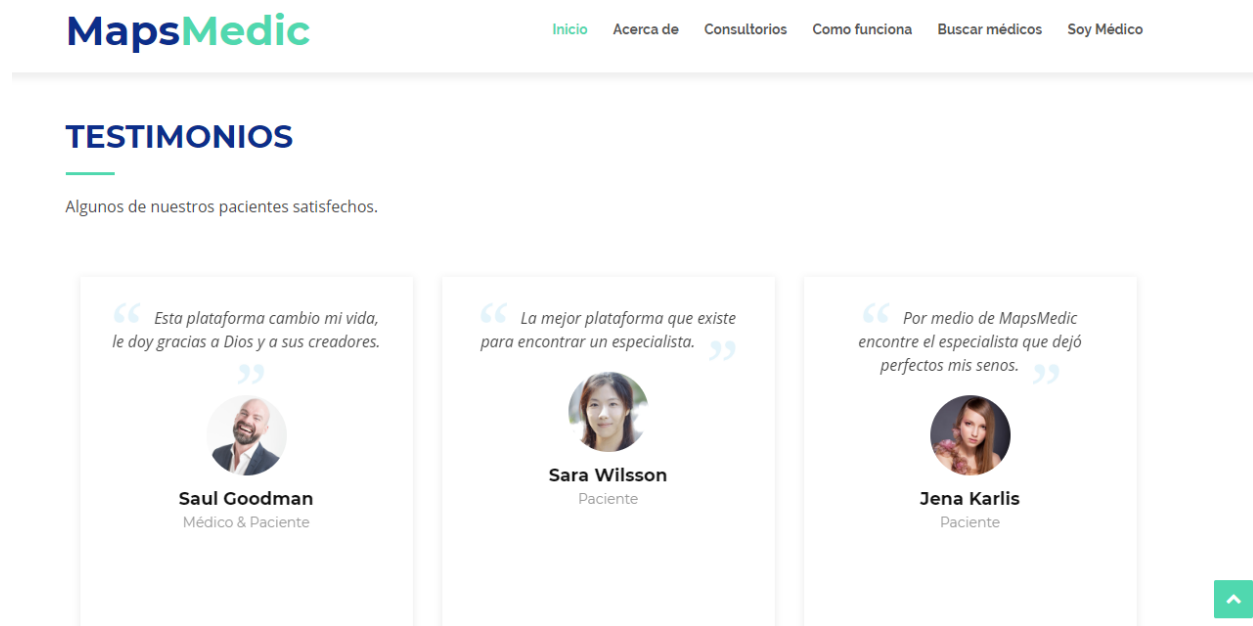 MapsMedic
Inicio Acerca de Consultorios Como funciona Buscar médicos Soy Médico
TESTIMONIOS
Algunos de nuestros pacientes satisfechos.
“ Esta plataforma cambio mi vida,
le doy gracias a Dios y a sus creadores.
”
Saul Goodman
Médico & Paciente
“ La mejor plataforma que existe
para encontrar un especialista. ”
Sara Wilsson
Paciente
“ Por medio de MapsMedic
encontre el especialista que dejó
perfectos mis senos. ”
Jena Karlis
Paciente